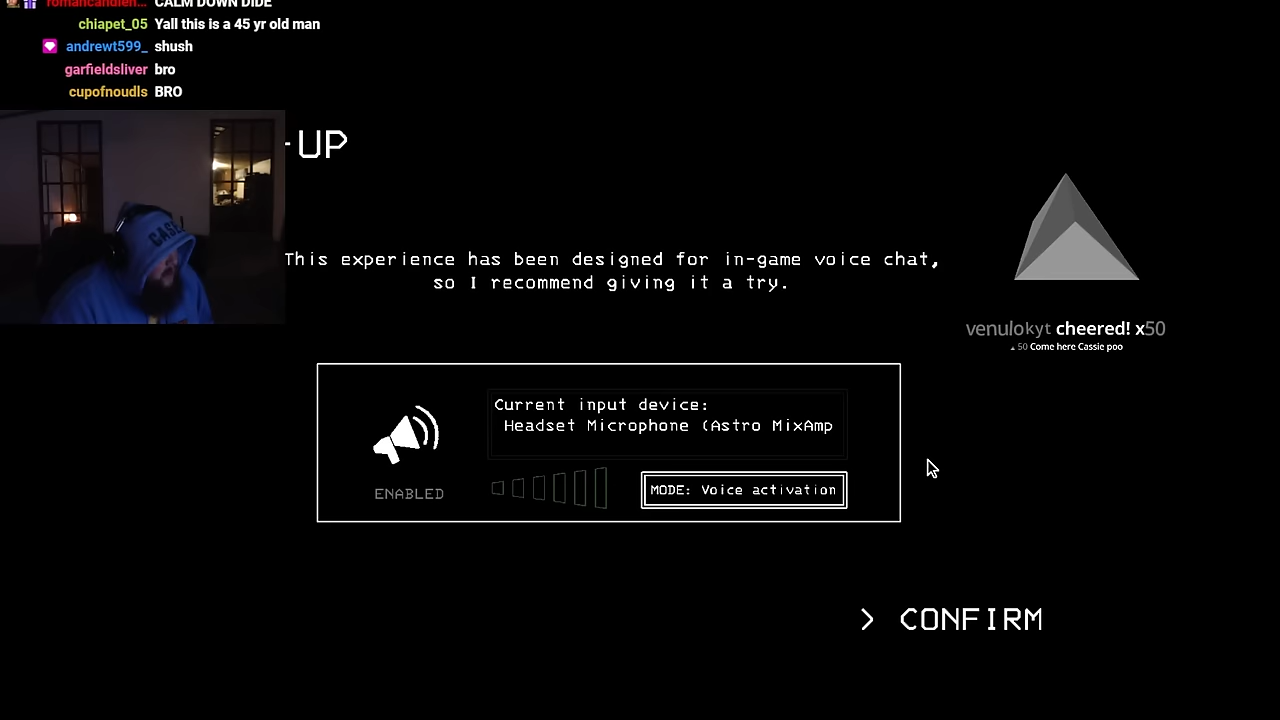 CALM DOWN DIDE
chiapet_05 Yall this is a 45 yr old man
andrewt599_ shush
garfieldsliver bro
cupofnoudls BRO
-UP
CASE
This experience has been designed for in-game voice chat,
so I recommend giving it a try.
venulokyt cheered! x50
50 Come here Cassie poo
Current input device:
Headset Microphone (Astro MixAmp
ENABLED
MODE: Voice activation
> CONFIRM